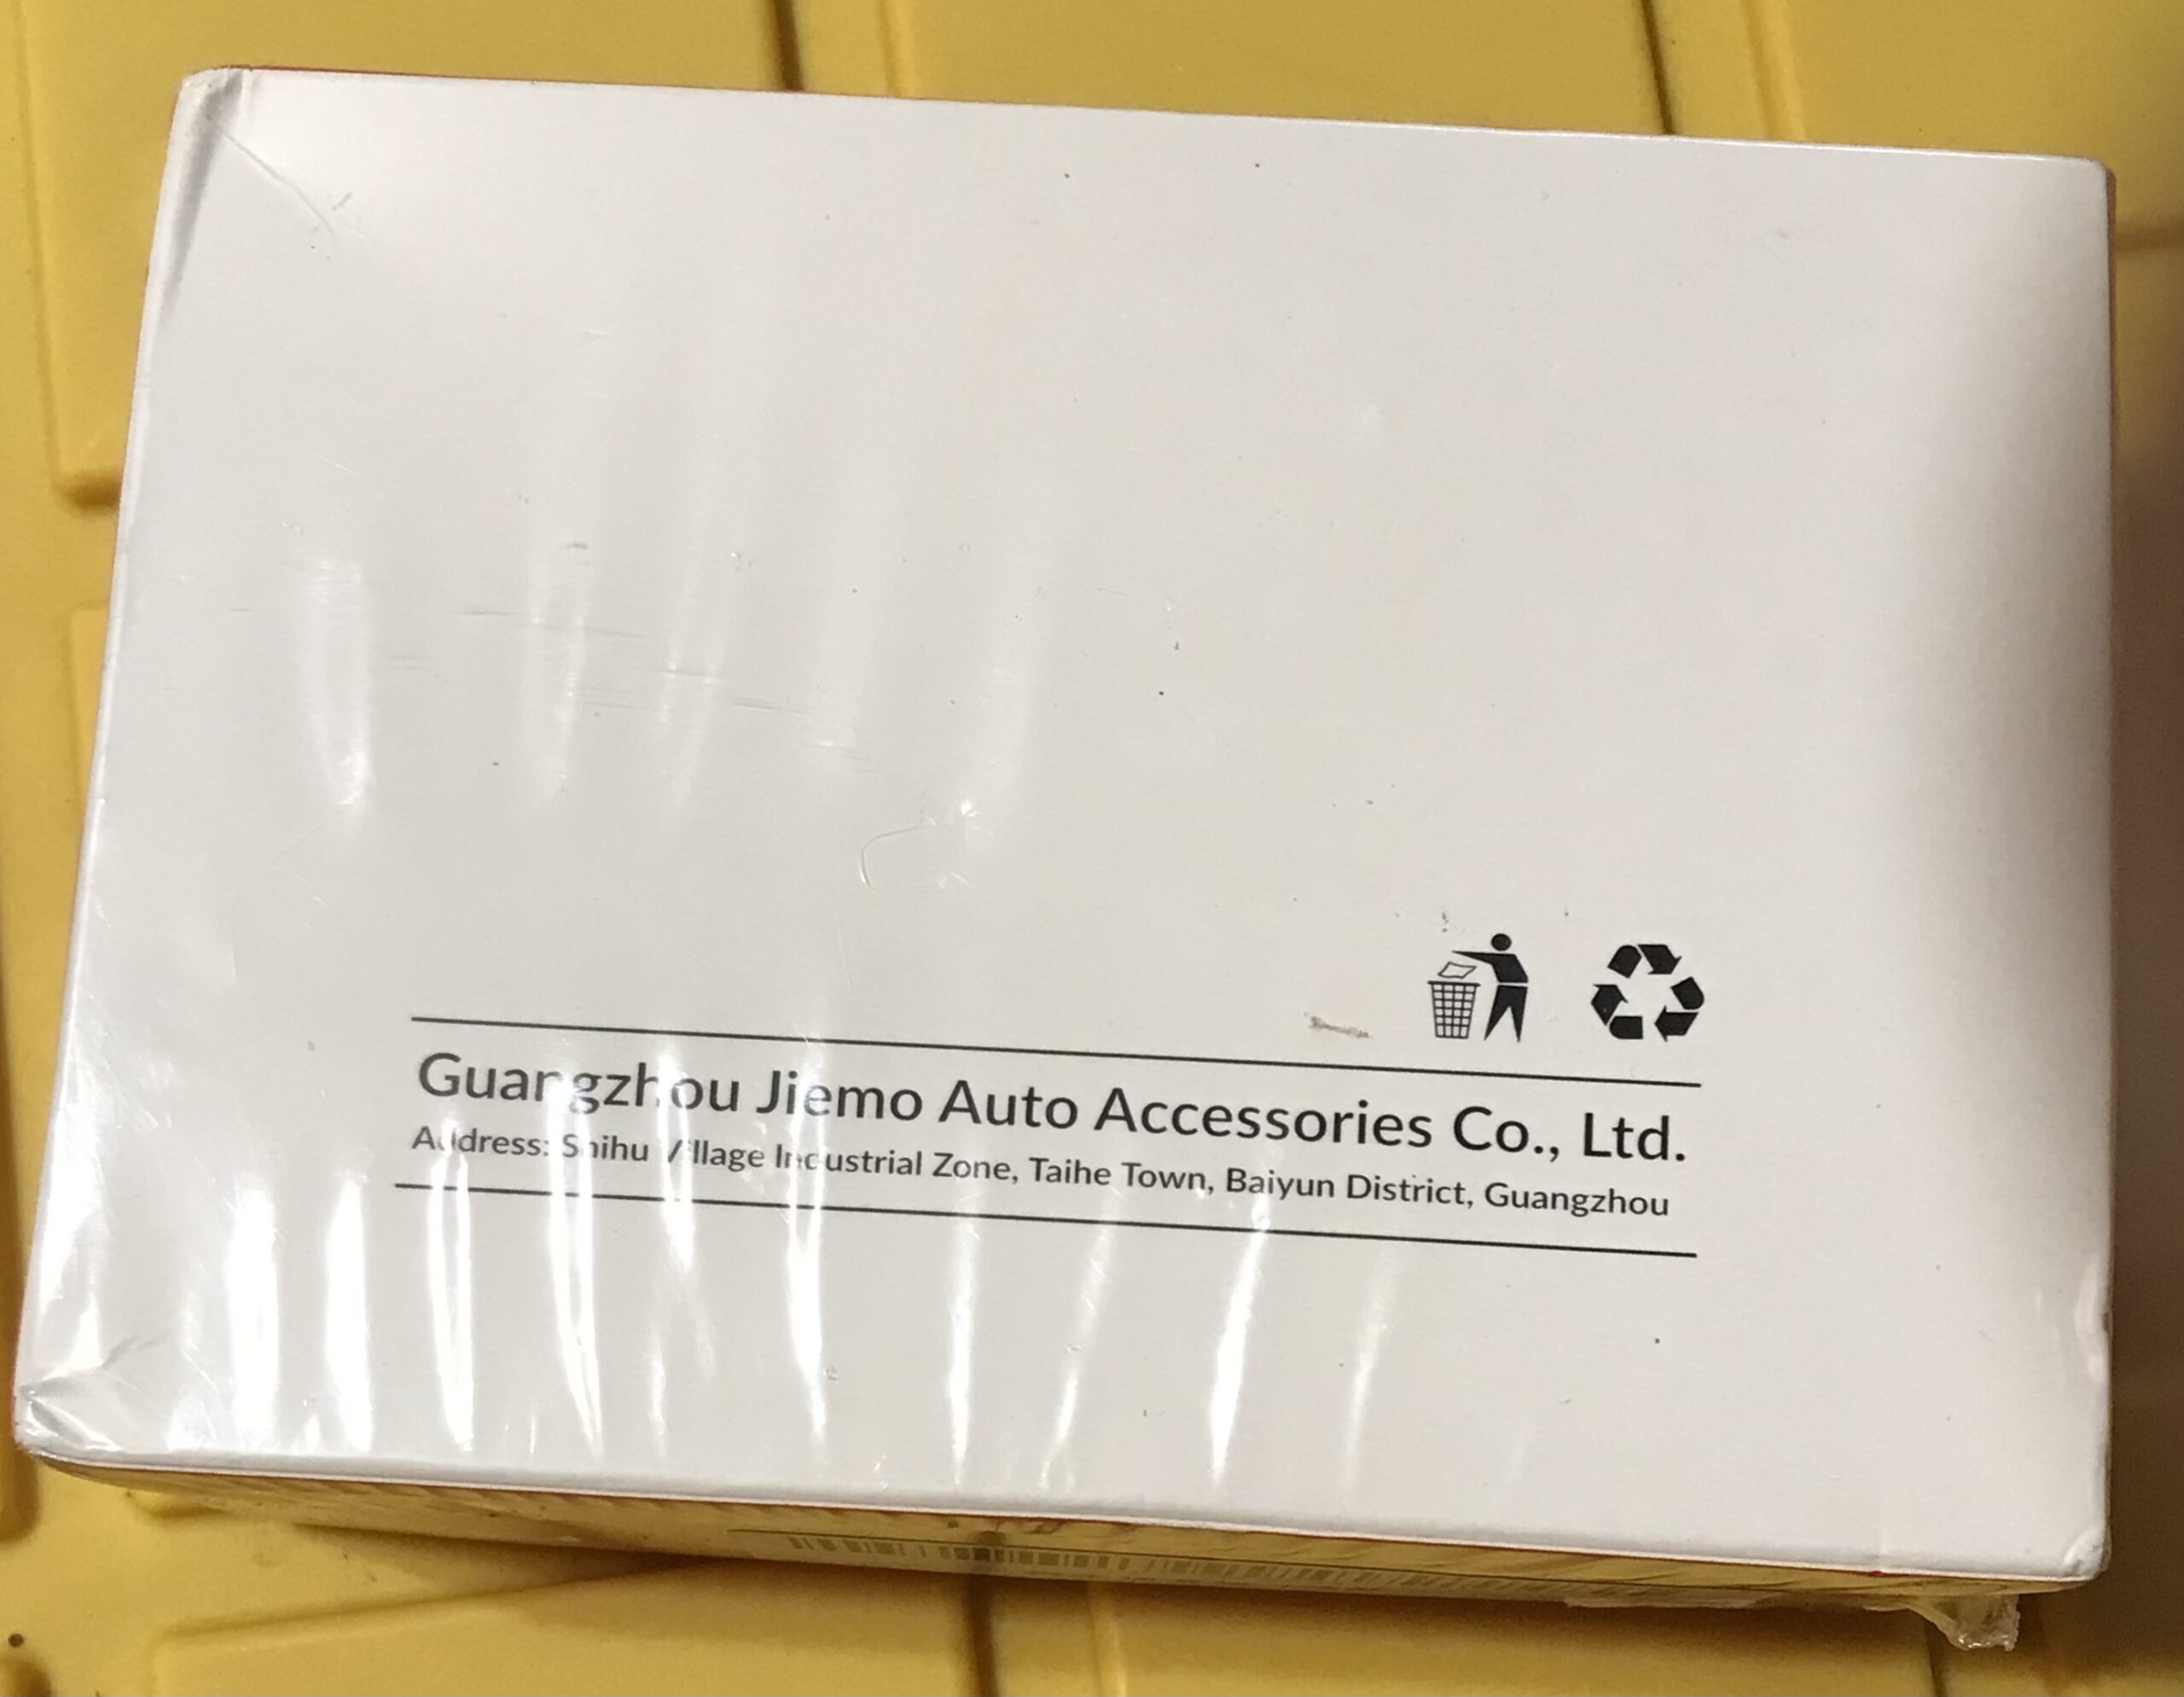 Guangzhou Jiemo Auto Accessories Co., Ltd.
Address: Shihu Village Industrial Zone, Taihe Town, Baiyun District, Guangzhou